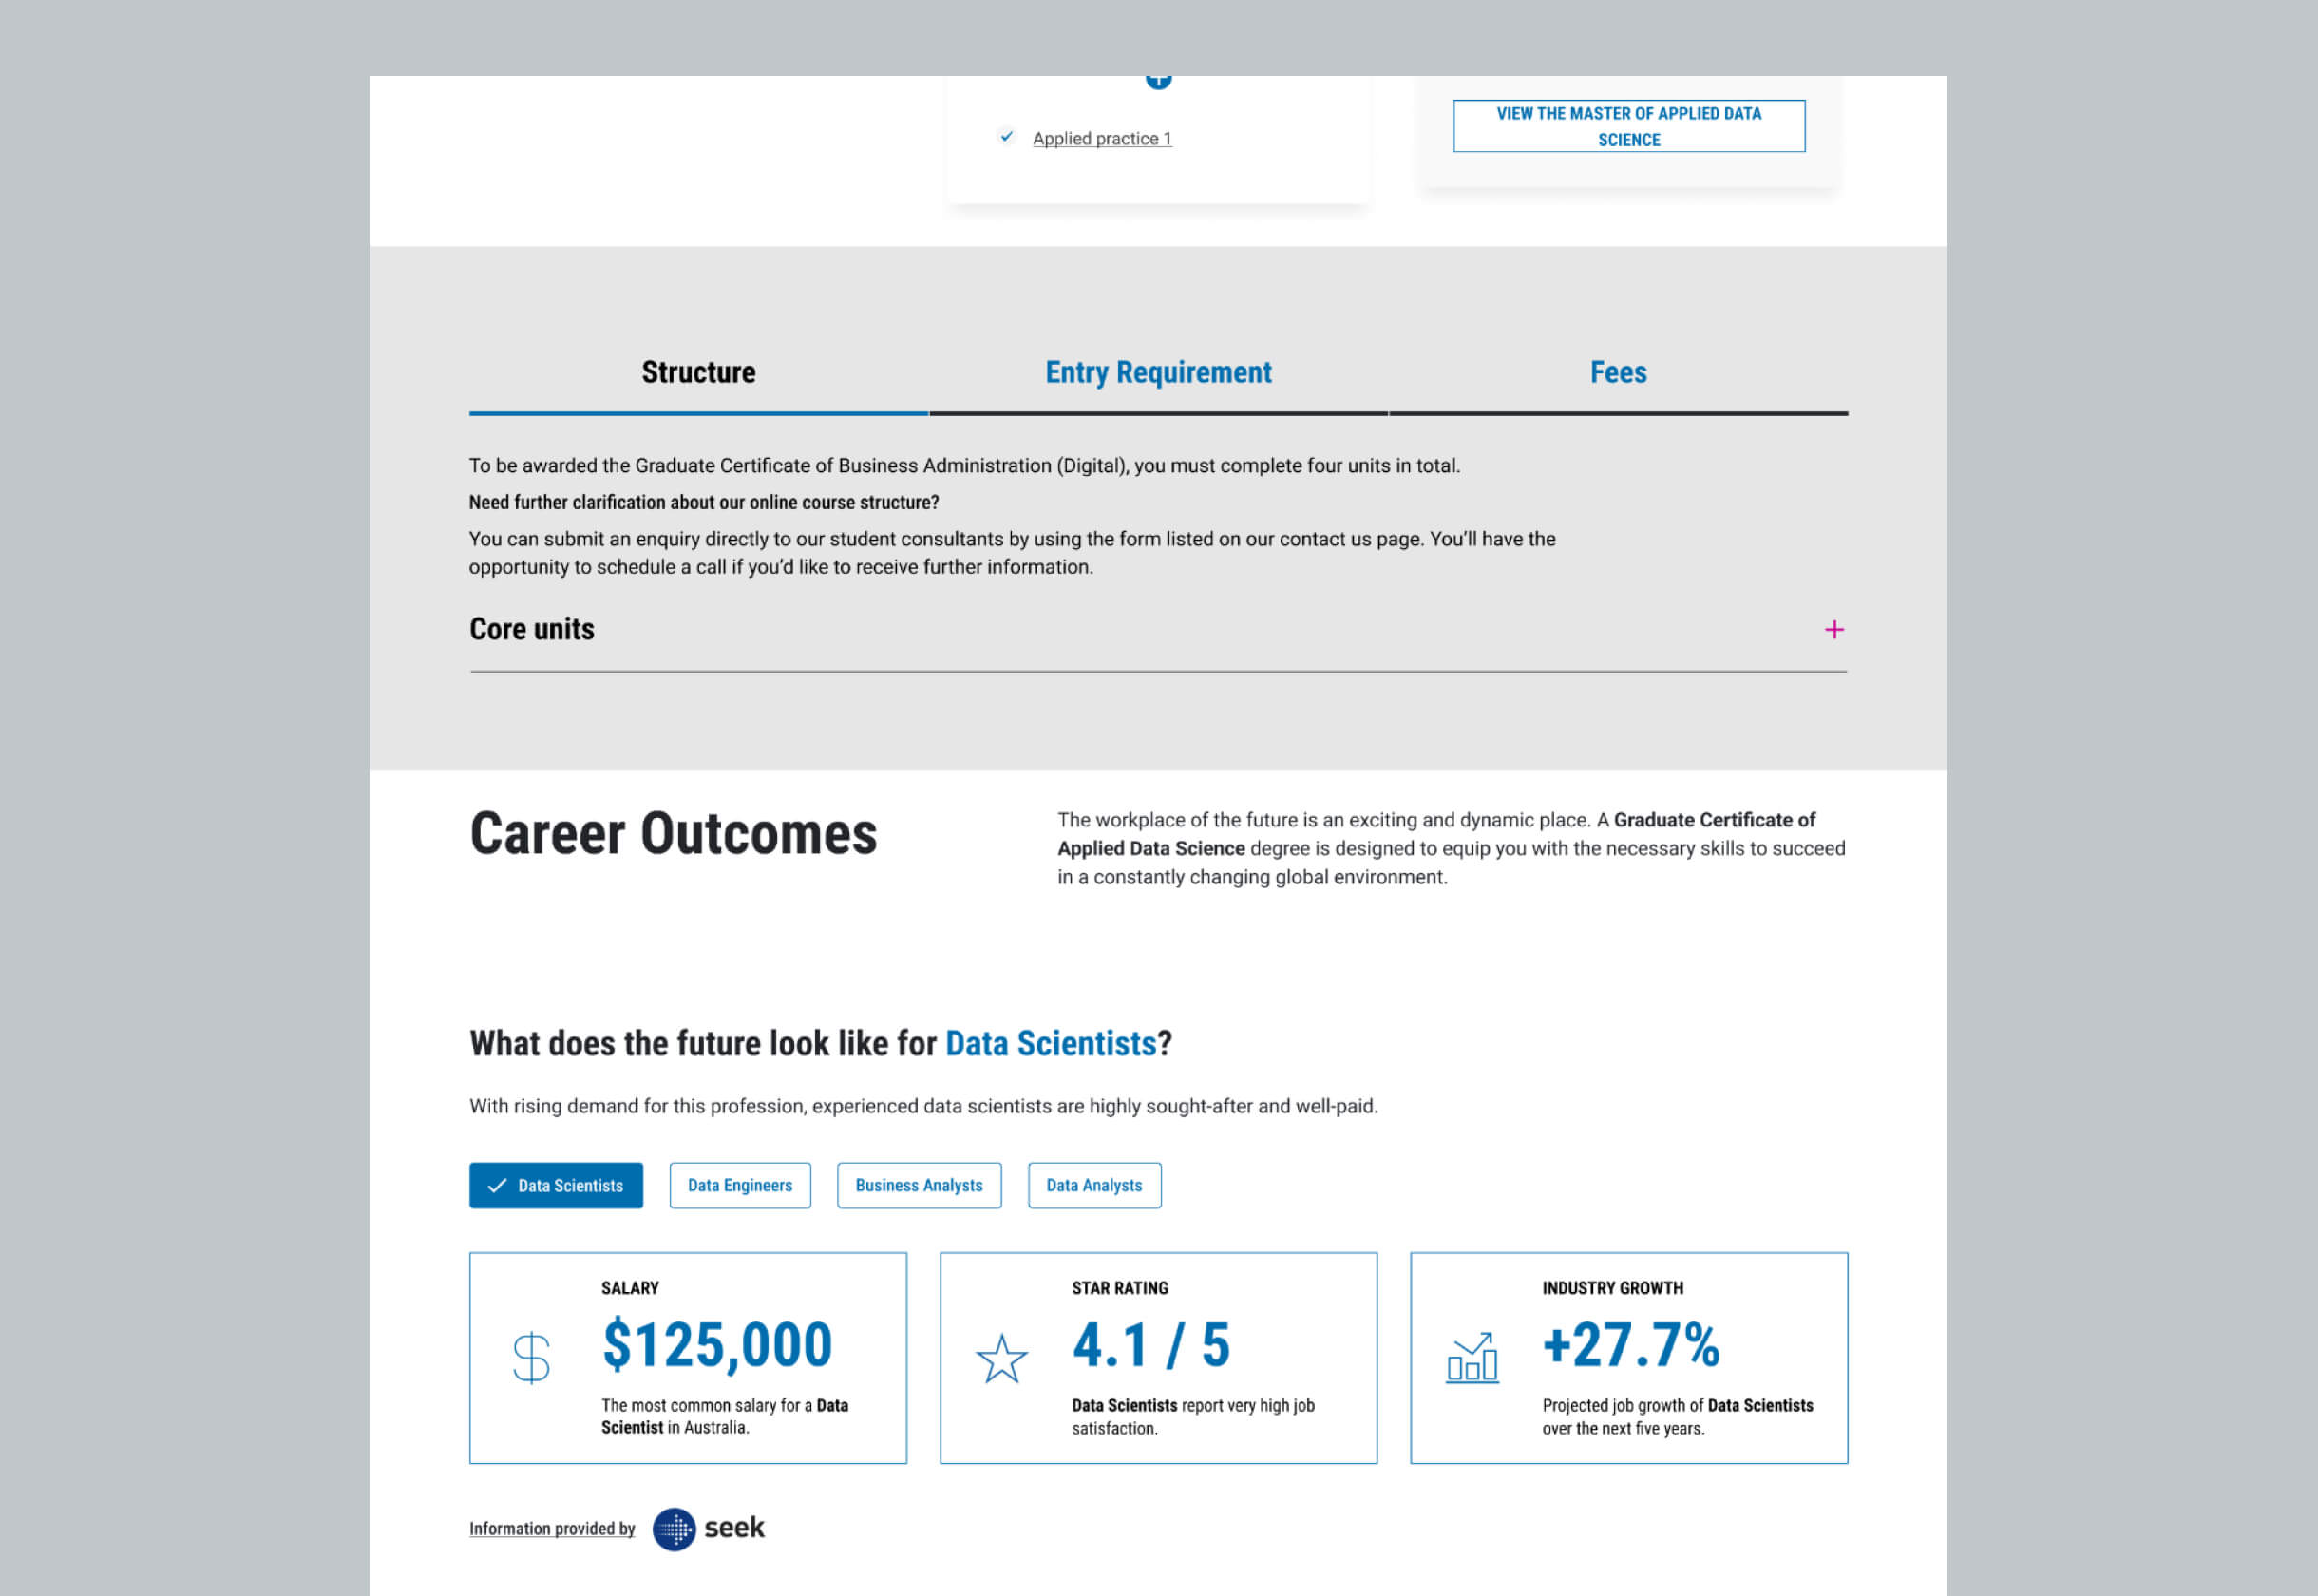 Applied practice 1
VIEW THE MASTER OF APPLIED DATA
SCIENCE
Structure
Entry Requirement
Fees
To be awarded the Graduate Certificate of Business Administration (Digital), you must complete four units in total.
Need further clarification about our online course structure?
You can submit an enquiry directly to our student consultants by using the form listed on our contact us page. You'll have the
opportunity to schedule a call if you'd like to receive further information.
Core units
+
Career Outcomes
The workplace of the future is an exciting and dynamic place. A Graduate Certificate of
Applied Data Science degree is designed to equip you with the necessary skills to succeed
in a constantly changing global environment.
What does the future look like for Data Scientists?
With rising demand for this profession, experienced data scientists are highly sought-after and well-paid.
Data Scientists
Data Engineers
Business Analysts
Data Analysts
SALARY
$125,000
The most common salary for a Data
Scientist in Australia.
STAR RATING
4.1 / 5
Data Scientists report very high job
satisfaction.
INDUSTRY GROWTH
+27.7%
Projected job growth of Data Scientists
over the next five years.
Information provided by
seek